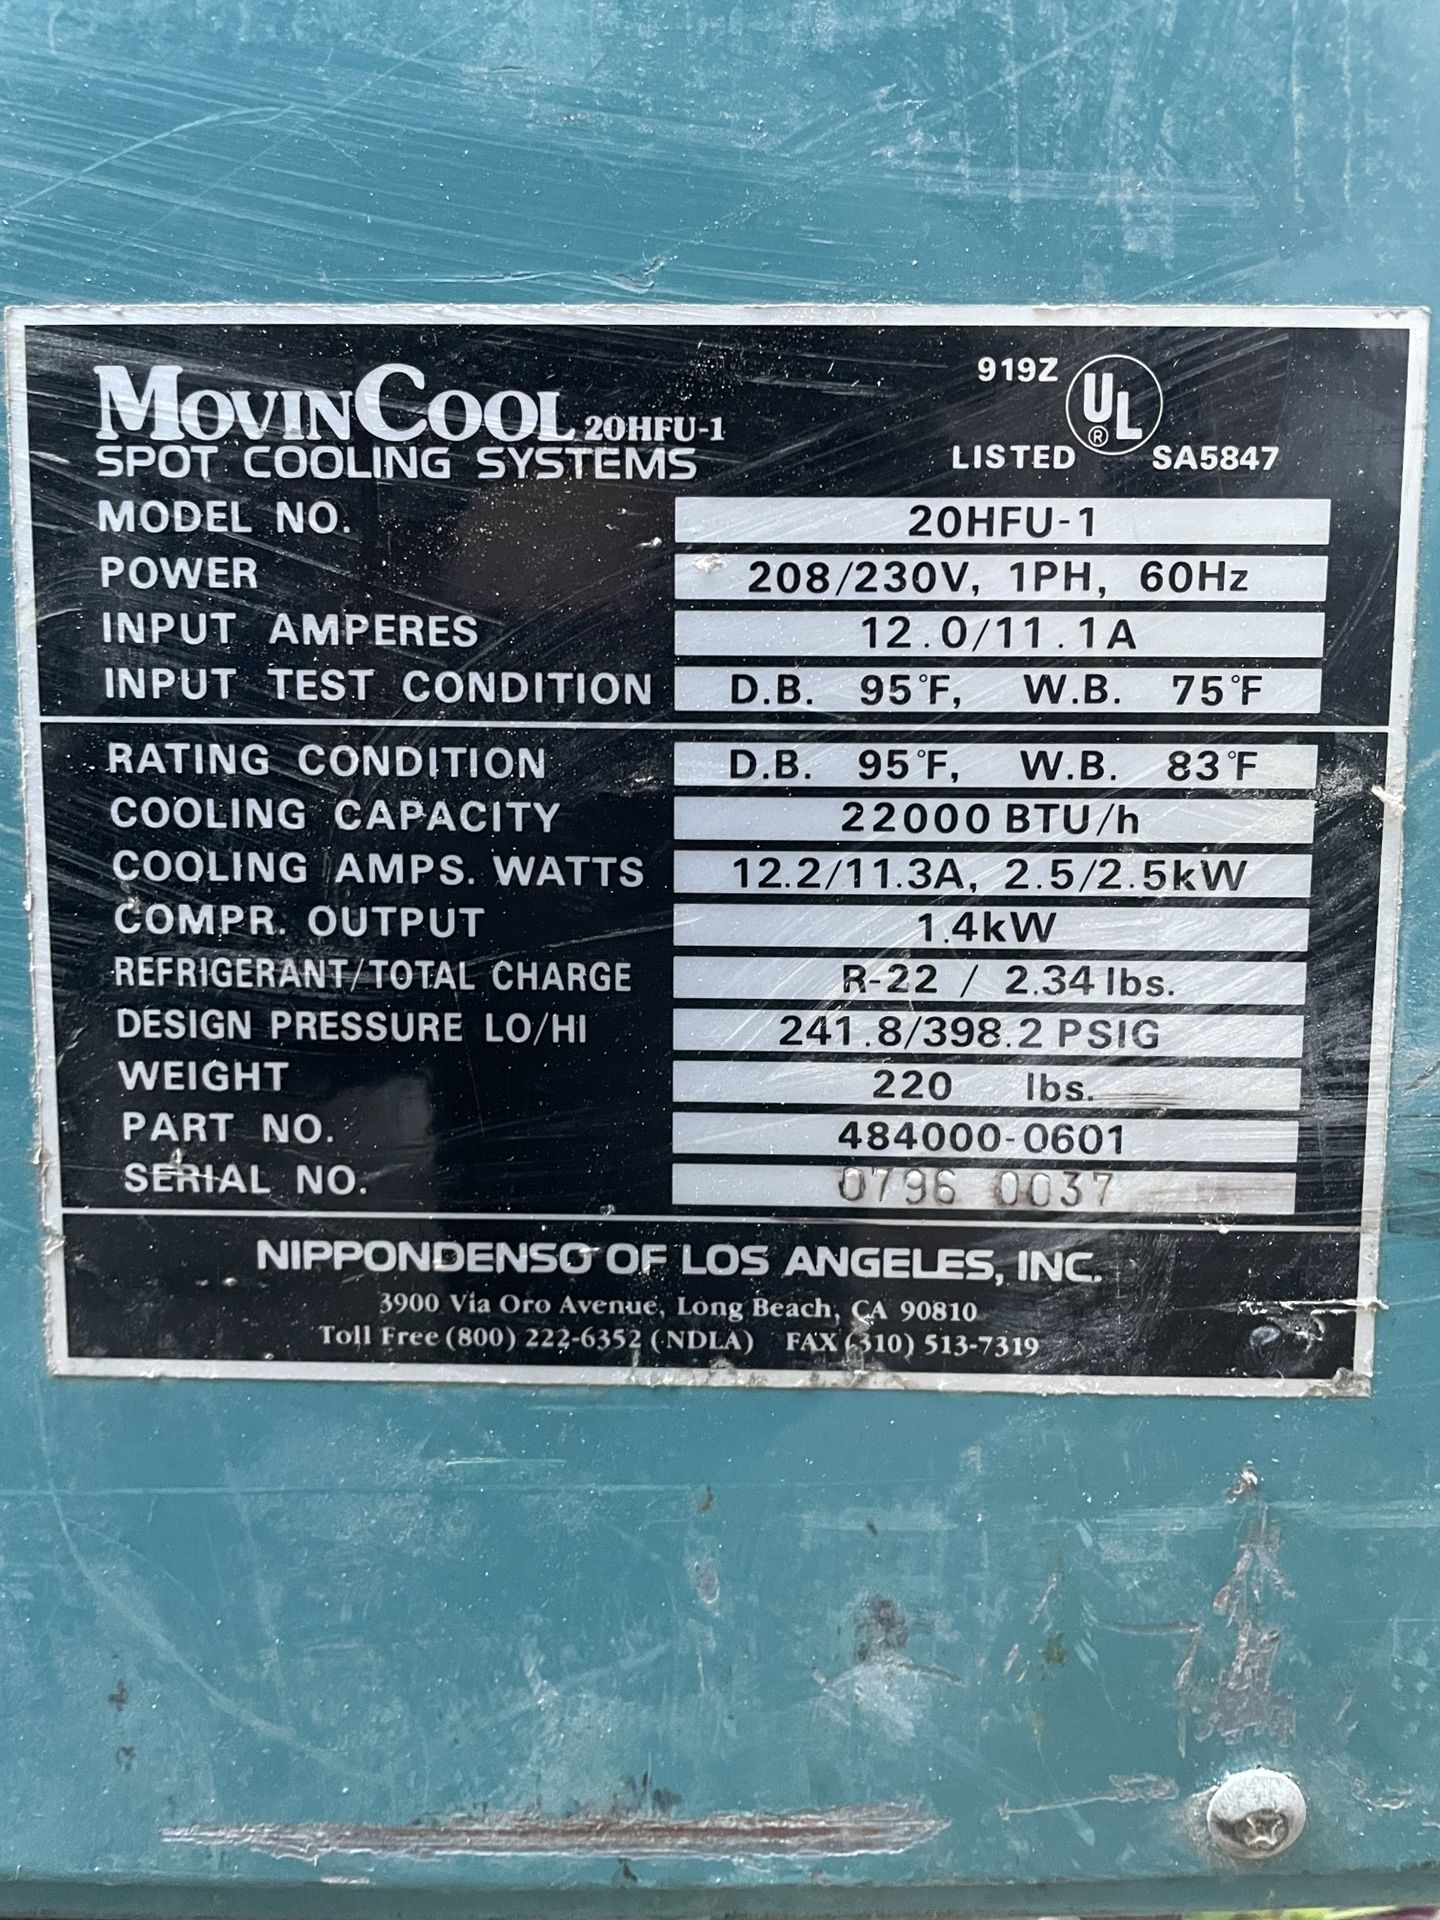 919Z
MOVINCOOL 20HFU-1
UL ®
SPOT COOLING SYSTEMS
LISTED SA5847
MODEL NO. 20HFU-1
POWER 208/230V, 1PH, 60Hz
INPUT AMPERES 12.0/11.1A
INPUT TEST CONDITION D.B. 95°F, W.B. 75°F
RATING CONDITION D.B. 95°F, W.B. 83°F
COOLING CAPACITY 22000 BTU/h
COOLING AMPS. WATTS 12.2/11.3A, 2.5/2.5kW
COMPR. OUTPUT 1.4kW
REFRIGERANT/TOTAL CHARGE R-22 / 2.34 lbs.
DESIGN PRESSURE LO/HI 241.8/398.2 PSIG
WEIGHT 220 lbs.
PART NO. 484000-0601
SERIAL NO. 0796 0037
NIPPONDENSO OF LOS ANGELES, INC.
3900 Via Oro Avenue, Long Beach, CA 90810
Toll Free (800) 222-6352 (NDLA) FAX (310) 513-7319